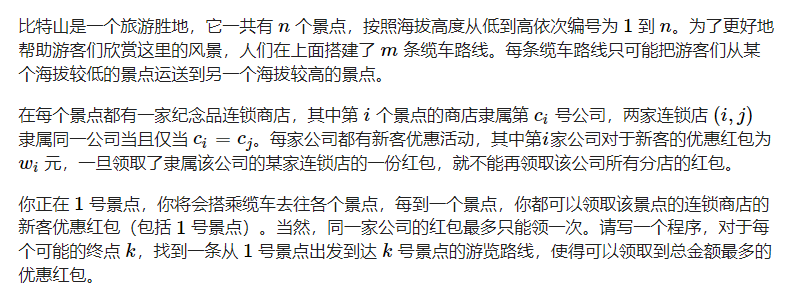 比特山是一个旅游胜地，它一共有 n 个景点，按照海拔高度从低到高依次编号为 1 到 n。为了更好地
帮助游客们欣赏这里的风景，人们在上面搭建了 m 条缆车路线。每条缆车路线只可能把游客们从某
个海拔较低的景点运送到另一个海拔较高的景点。
在每个景点都有一家纪念品连锁商店，其中第 i 个景点的商店隶属第 c_i 号公司，两家连锁店 (i, j)
隶属同一公司当且仅当 c_i = c_j。每家公司都有新客优惠活动，其中第i家公司对于新客的优惠红包为
w_i 元，一旦领取了隶属该公司的某家连锁店的一份红包，就不能再领取该公司所有分店的红包。
你正在 1 号景点，你将会搭乘缆车去往各个景点，每到一个景点，你都可以领取该景点的连锁商店的
新客优惠红包（包括 1 号景点）。当然，同一家公司的红包最多只能领一次。请写一个程序，对于每
个可能的终点 k，找到一条从 1 号景点出发到达 k 号景点的游览路线，使得可以领取到总金额最多的
优惠红包。